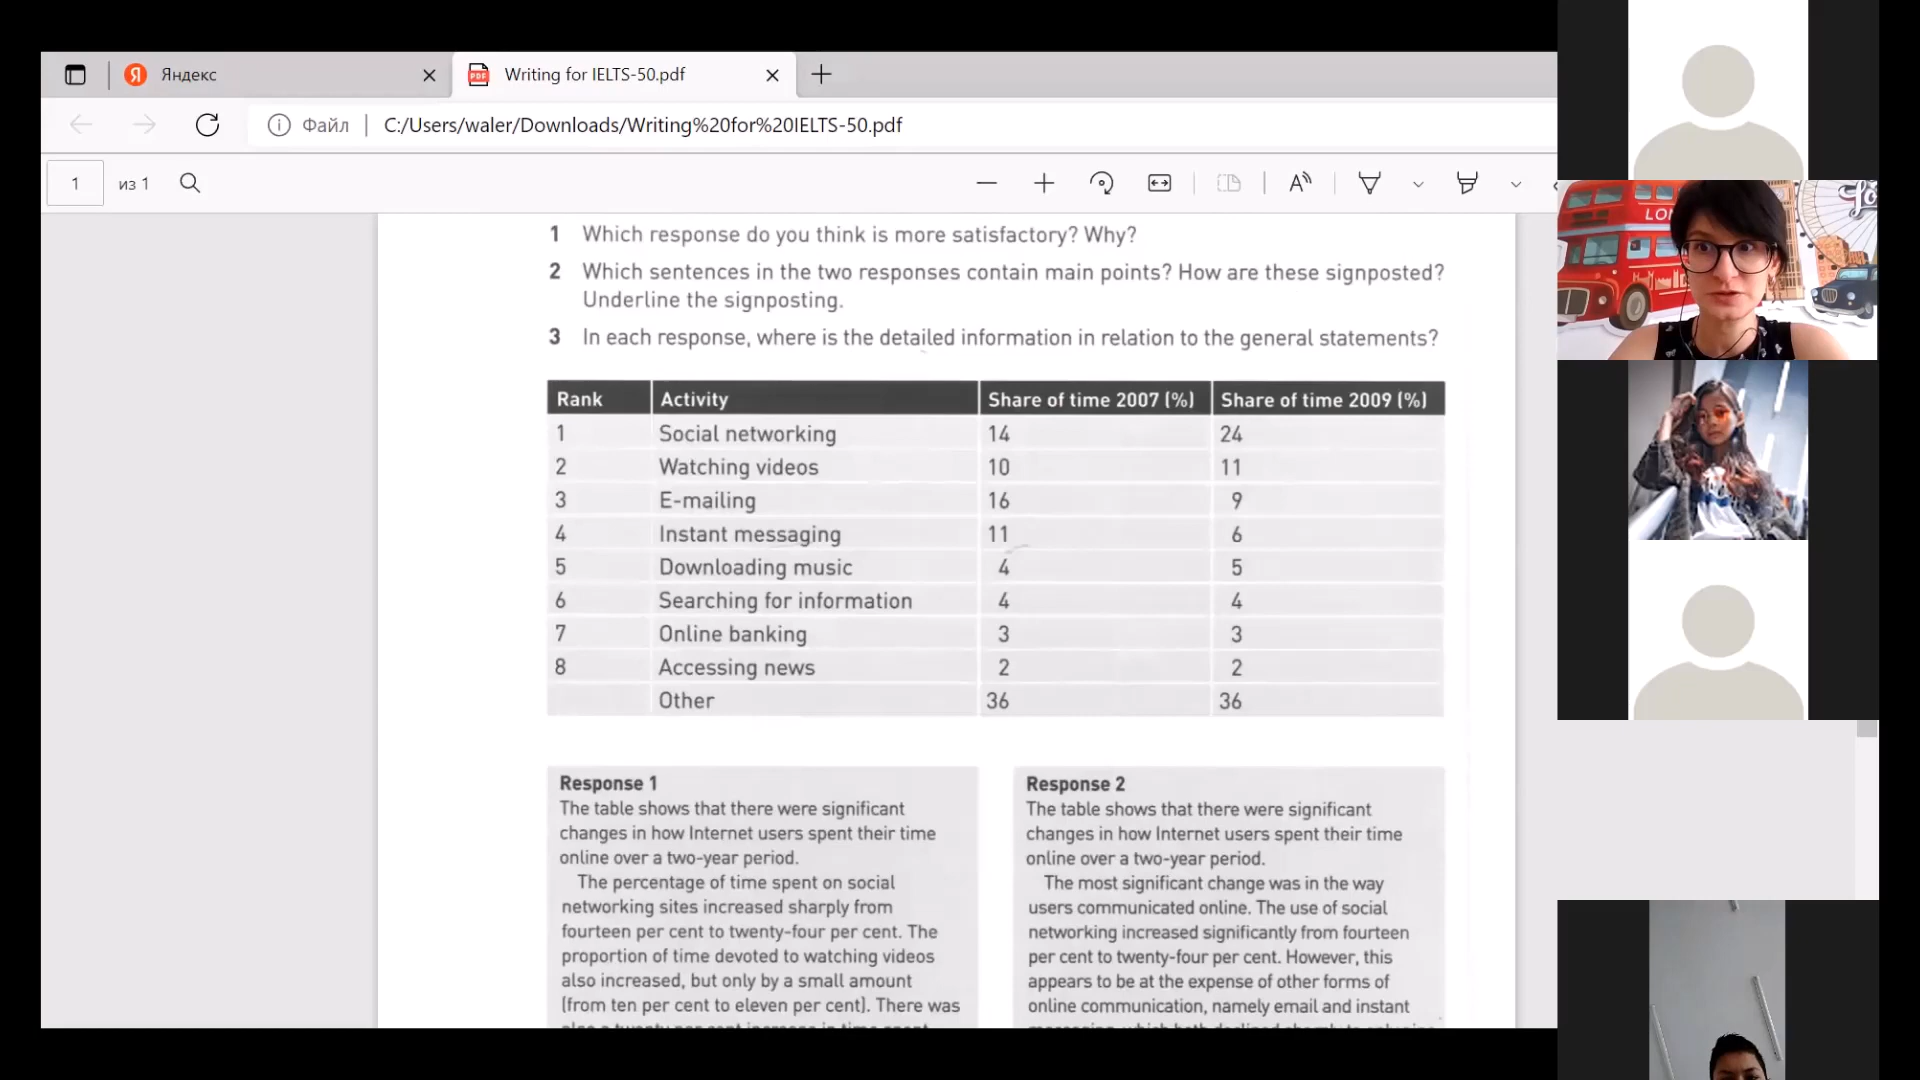 Яндекс
Writing for IELTS-50.pdf
Файл
C:/Users/waler/Downloads/Writing%20for%20IELTS-50.pdf
1 из 1
1 Which response do you think is more satisfactory? Why?
2 Which sentences in the two responses contain main points? How are these signposted?
Underline the signposting.
3 In each response, where is the detailed information in relation to the general statements?
Rank Activity Share of time 2007 (%) Share of time 2009 (%)
1 Social networking 14 24
2 Watching videos 10 11
3 E-mailing 16 9
4 Instant messaging 11 6
5 Downloading music 4 5
6 Searching for information 4 4
7 Online banking 3 3
8 Accessing news 2 2
Other 36 36
Response 1
The table shows that there were significant
changes in how Internet users spent their time
online over a two-year period.
The percentage of time spent on social
networking sites increased sharply from
fourteen per cent to twenty-four per cent. The
proportion of time devoted to watching videos
also increased, but only by a small amount
(from ten per cent to eleven per cent). There was
Response 2
The table shows that there were significant
changes in how Internet users spent their time
online over a two-year period.
The most significant change was in the way
users communicated online. The use of social
networking increased significantly from fourteen
per cent to twenty-four per cent. However, this
appears to be at the expense of other forms of
online communication, namely email and instant